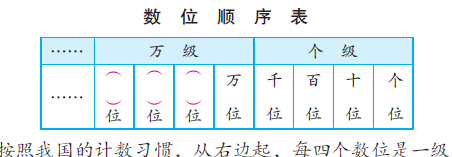 数位顺序表
…… 万级 个级
…… ( )位 ( )位 ( )位 万位 千位 百位 十位 个位
按照我国的计数习惯，从右边起，每四个数位是一级